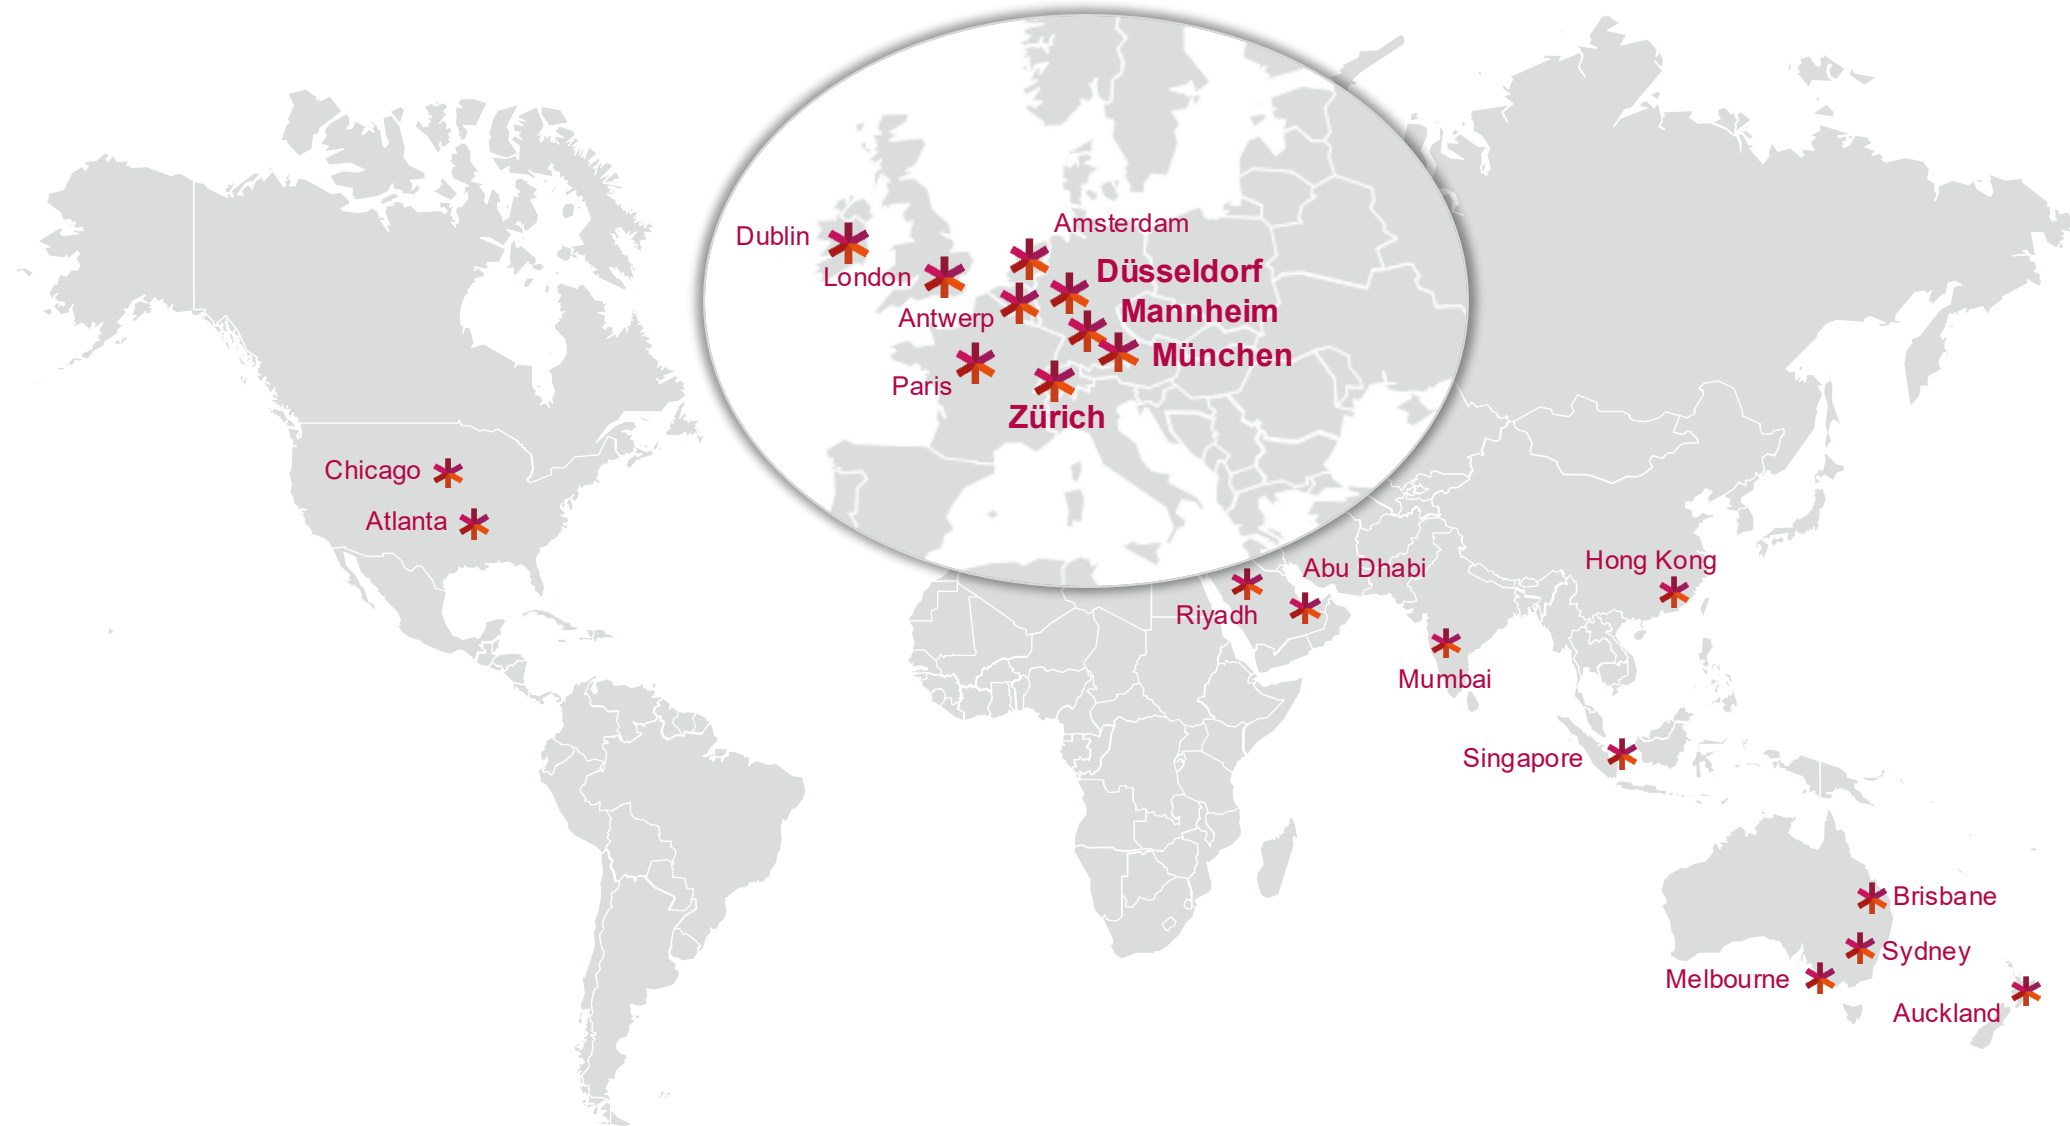 Amsterdam
Dublin
Düsseldorf
London
Mannheim
Antwerp
München
Paris
Zürich
Chicago
Atlanta
Hong Kong
Abu Dhabi
Riyadh
Mumbai
Singapore
Brisbane
Sydney
Melbourne
Auckland